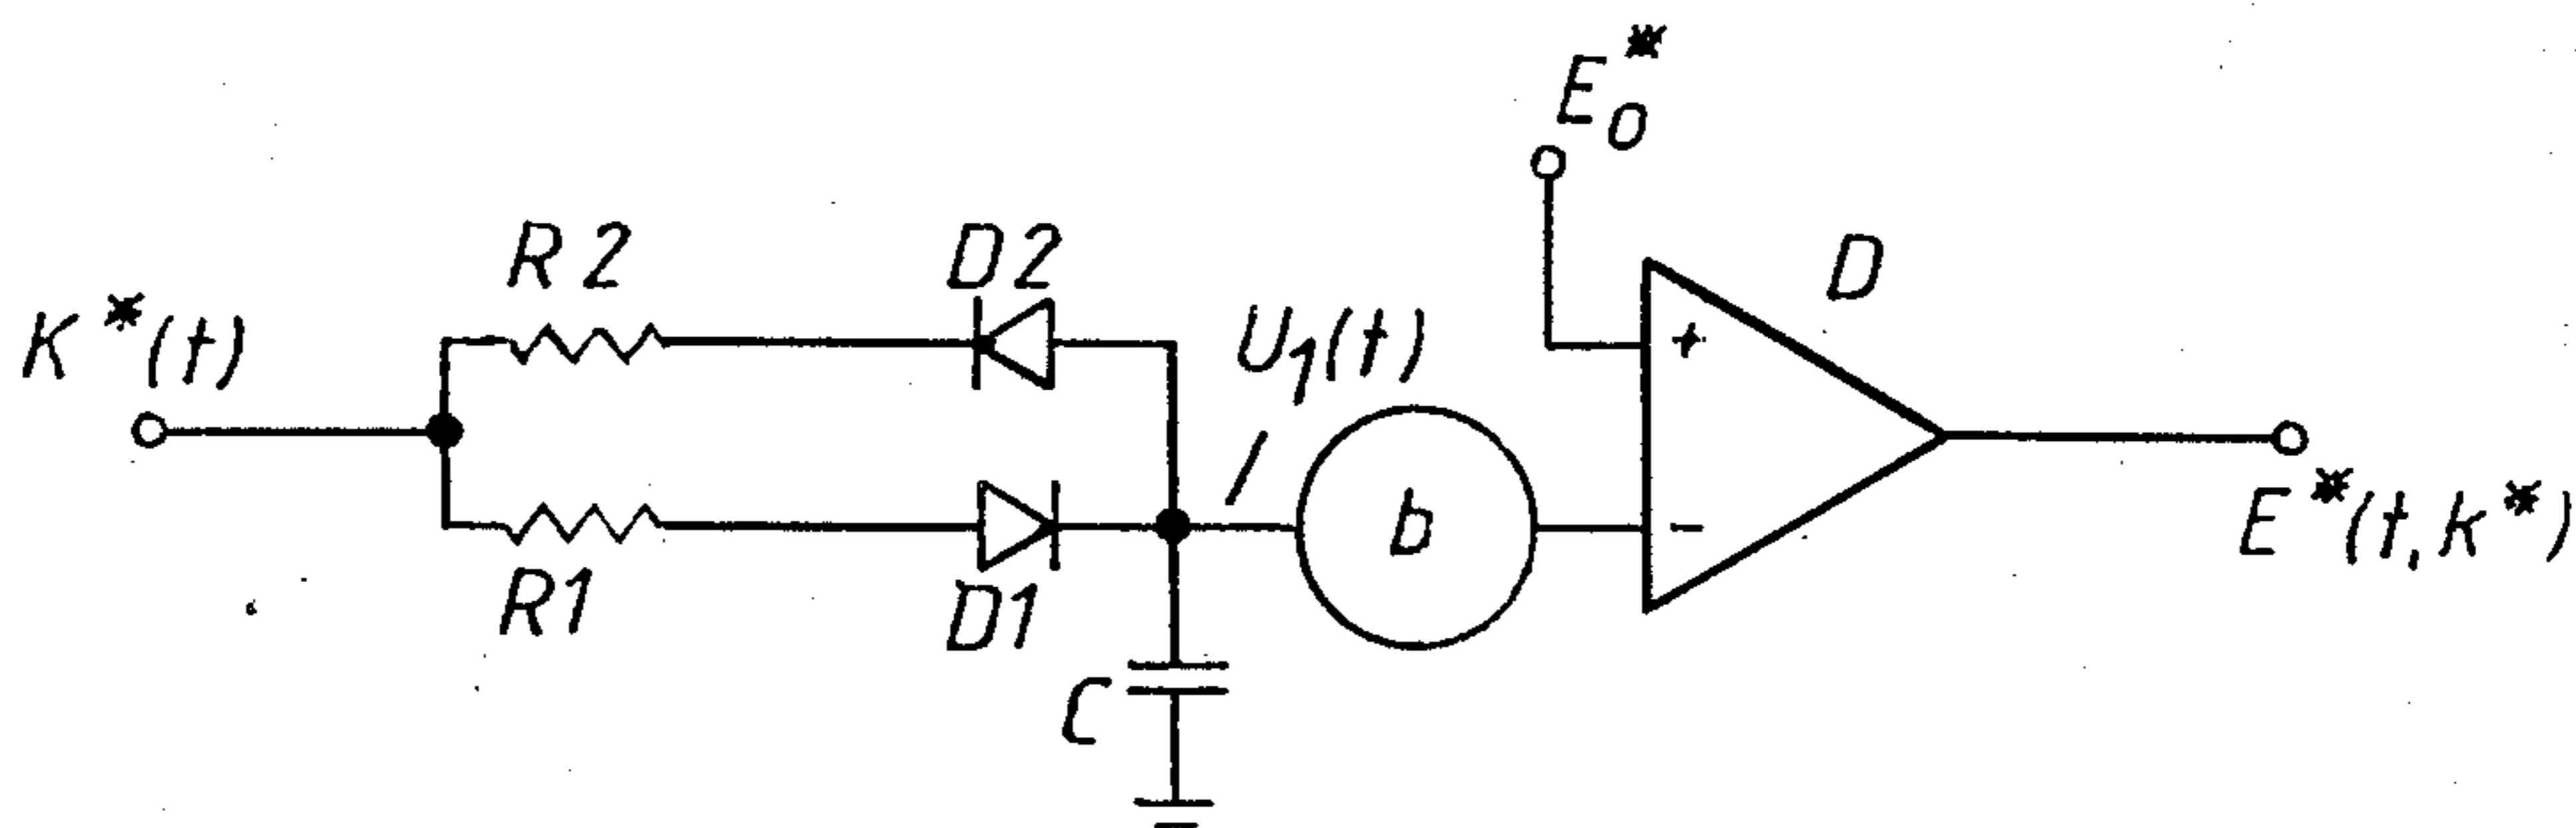 K*(t)
R2
D2
R1
D1
C
U₁(t)
b
E₀*
+
−
D
E*(t,K*)